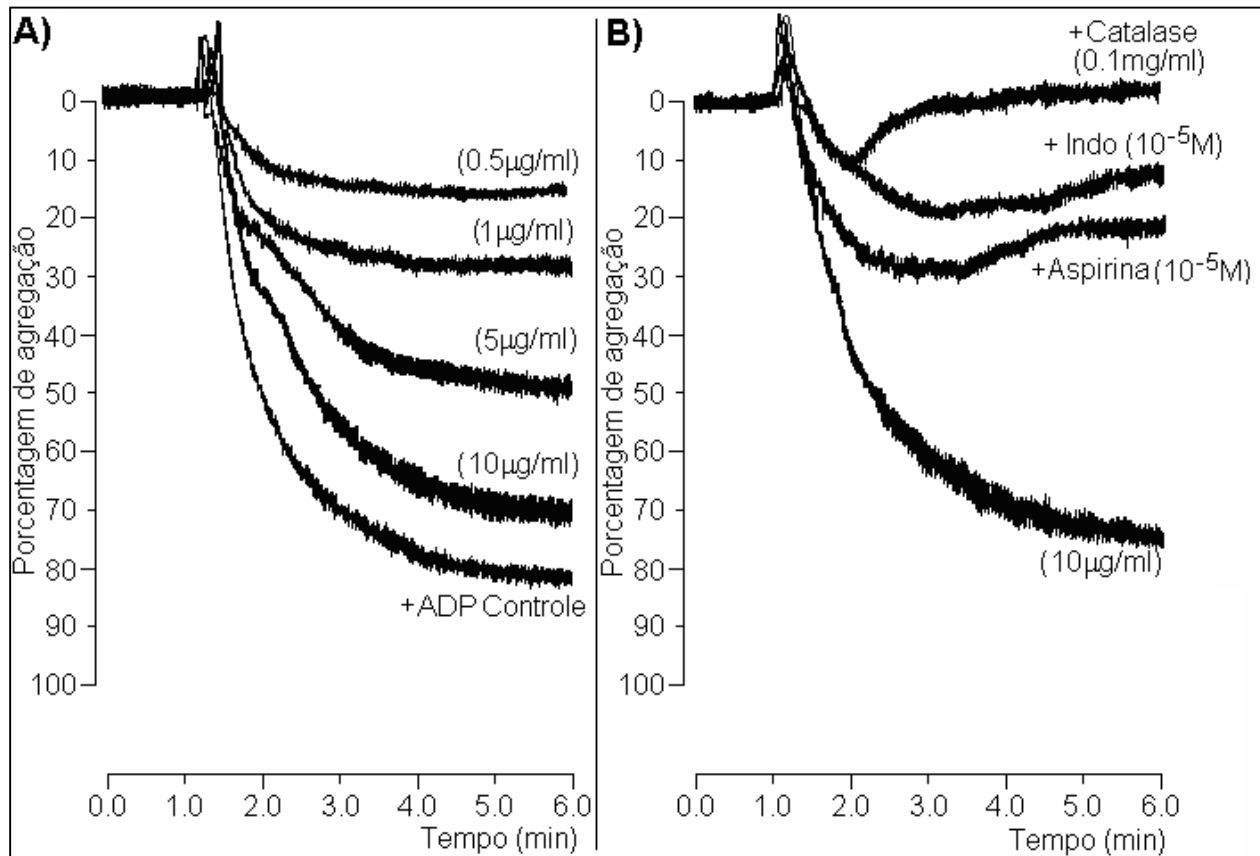 A)
0
10
20
30
40
50
60
70
80
90
100
Porcentagem de agregação
(0.5µg/ml)
(1µg/ml)
(5µg/ml)
(10µg/ml)
+ADP Controle
0.0 1.0 2.0 3.0 4.0 5.0 6.0
Tempo (min)
B)
0
10
20
30
40
50
60
70
80
90
100
Porcentagem de agregação
+Catalase
(0.1mg/ml)
+ Indo (10⁻⁵M)
+Aspirina (10⁻⁵M)
(10µg/ml)
0.0 1.0 2.0 3.0 4.0 5.0 6.0
Tempo (min)